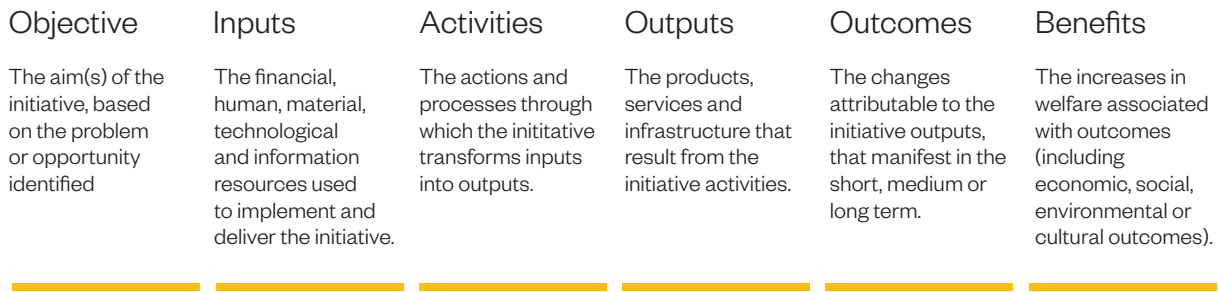 Objective
The aim(s) of the
initiative, based
on the problem
or opportunity
identified
Inputs
The financial,
human, material,
technological
and information
resources used
to implement and
deliver the initiative.
Activities
The actions and
processes through
which the inititative
transforms inputs
into outputs.
Outputs
The products,
services and
infrastructure that
result from the
initiative activities.
Outcomes
The changes
attributable to the
initiative outputs,
that manifest in the
short, medium or
long term.
Benefits
The increases in
welfare associated
with outcomes
(including
economic, social,
environmental or
cultural outcomes).